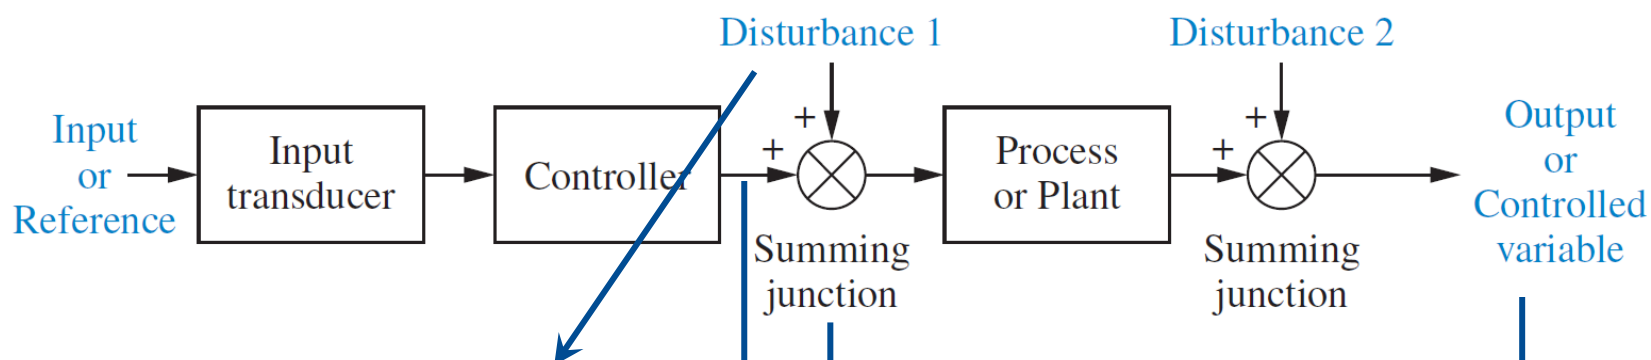 Disturbance 1
Disturbance 2
Input
or
Reference
Input
transducer
Controller
+
+
Summing
junction
Process
or Plant
+
+
Summing
junction
Output
or
Controlled
variable